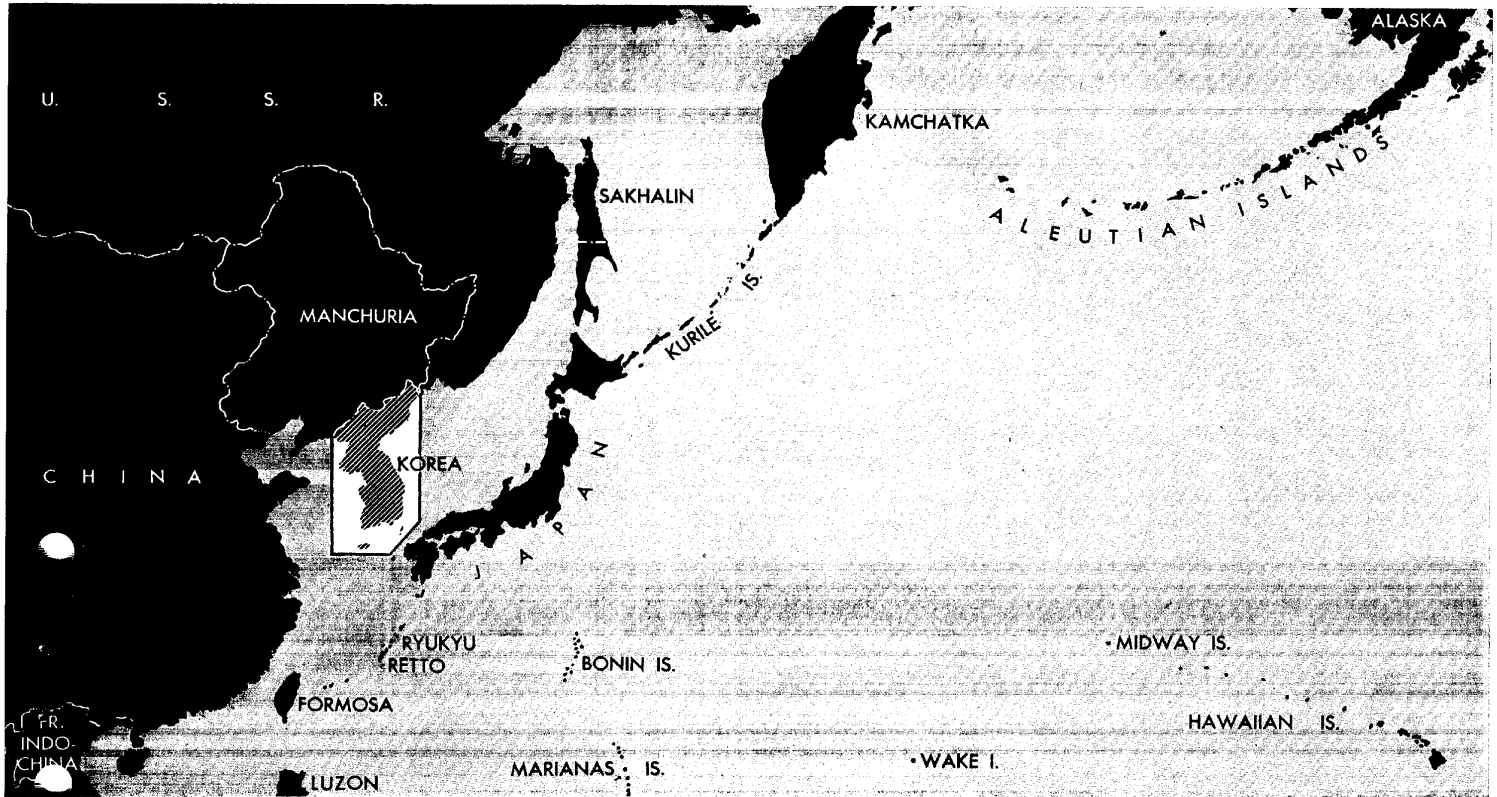 ALASKA
U. S. S. R.
KAMCHATKA
SAKHALIN
ALEUTIAN ISLANDS
KURILE IS.
MANCHURIA
KOREA
CHINA
JAPAN
RYUKYU
RETTO
BONIN IS.
MIDWAY IS.
FORMOSA
HAWAIIAN IS.
FR.
INDO-
CHINA
MARIANAS IS.
WAKE I.
LUZON